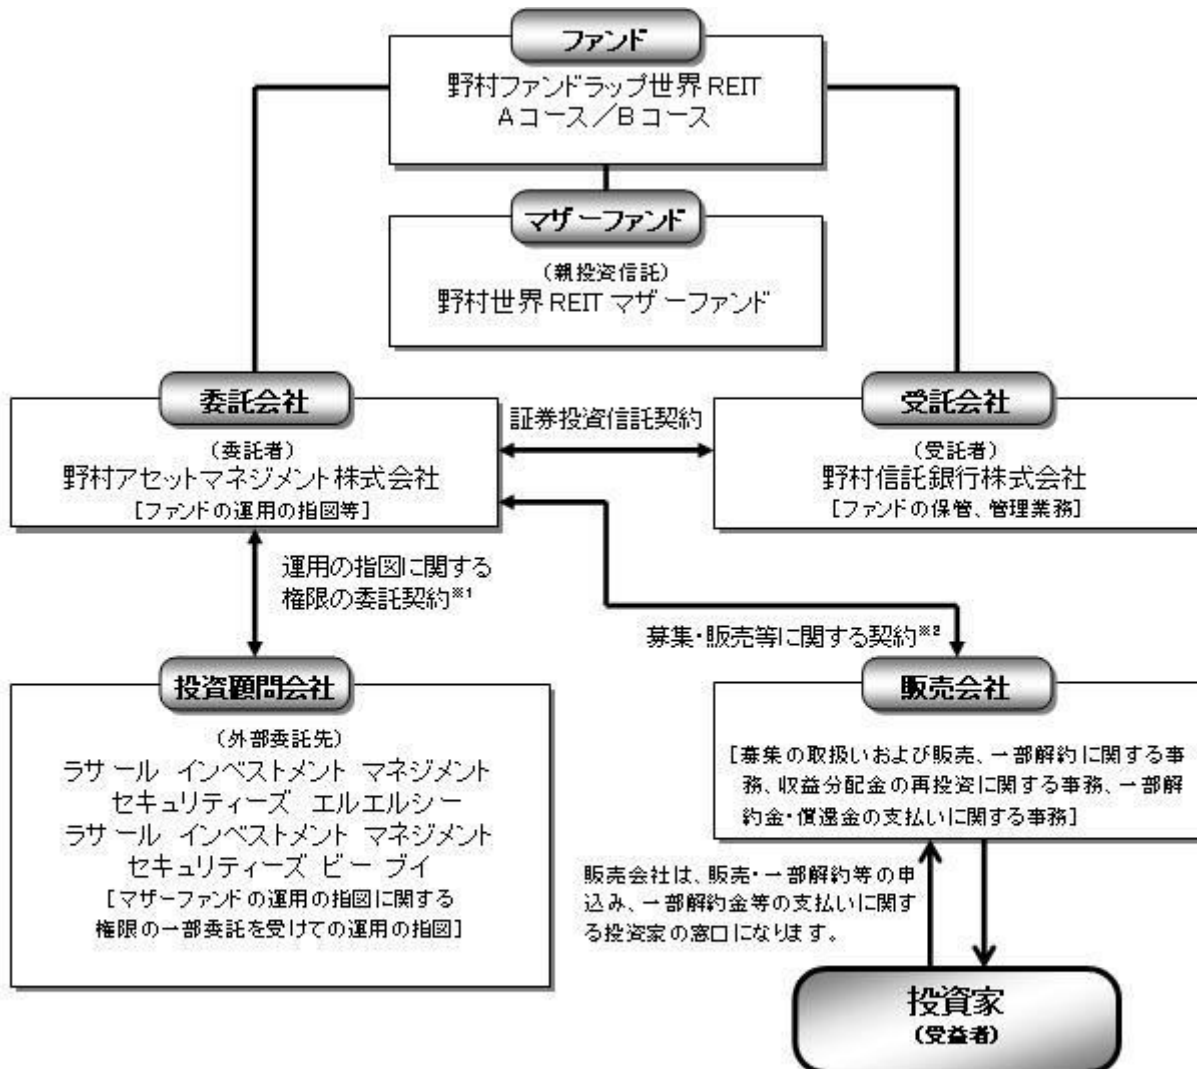 ファンド
野村ファンドラップ世界REIT
Aコース／Bコース
マザーファンド
（親投資信託）
野村世界REITマザーファンド
委託会社
（委託者）
野村アセットマネジメント株式会社
［ファンドの運用の指図等］
証券投資信託契約
受託会社
（受託者）
野村信託銀行株式会社
［ファンドの保管、管理業務］
運用の指図に関する
権限の委託契約※1
募集・販売等に関する契約※2
投資顧問会社
（外部委託先）
ラサール インベストメント マネジメント
セキュリティーズ エルエルシー
ラサール インベストメント マネジメント
セキュリティーズ ビー ブイ
［マザーファンドの運用の指図に関する
権限の一部委託を受けての運用の指図］
販売会社
［募集の取扱いおよび販売、一部解約に関する事
務、収益分配金の再投資に関する事務、一部解
約金・償還金の支払いに関する事務］
販売会社は、販売・一部解約等の申
込み、一部解約金等の支払いに関す
る投資家の窓口になります。
投資家
（受益者）